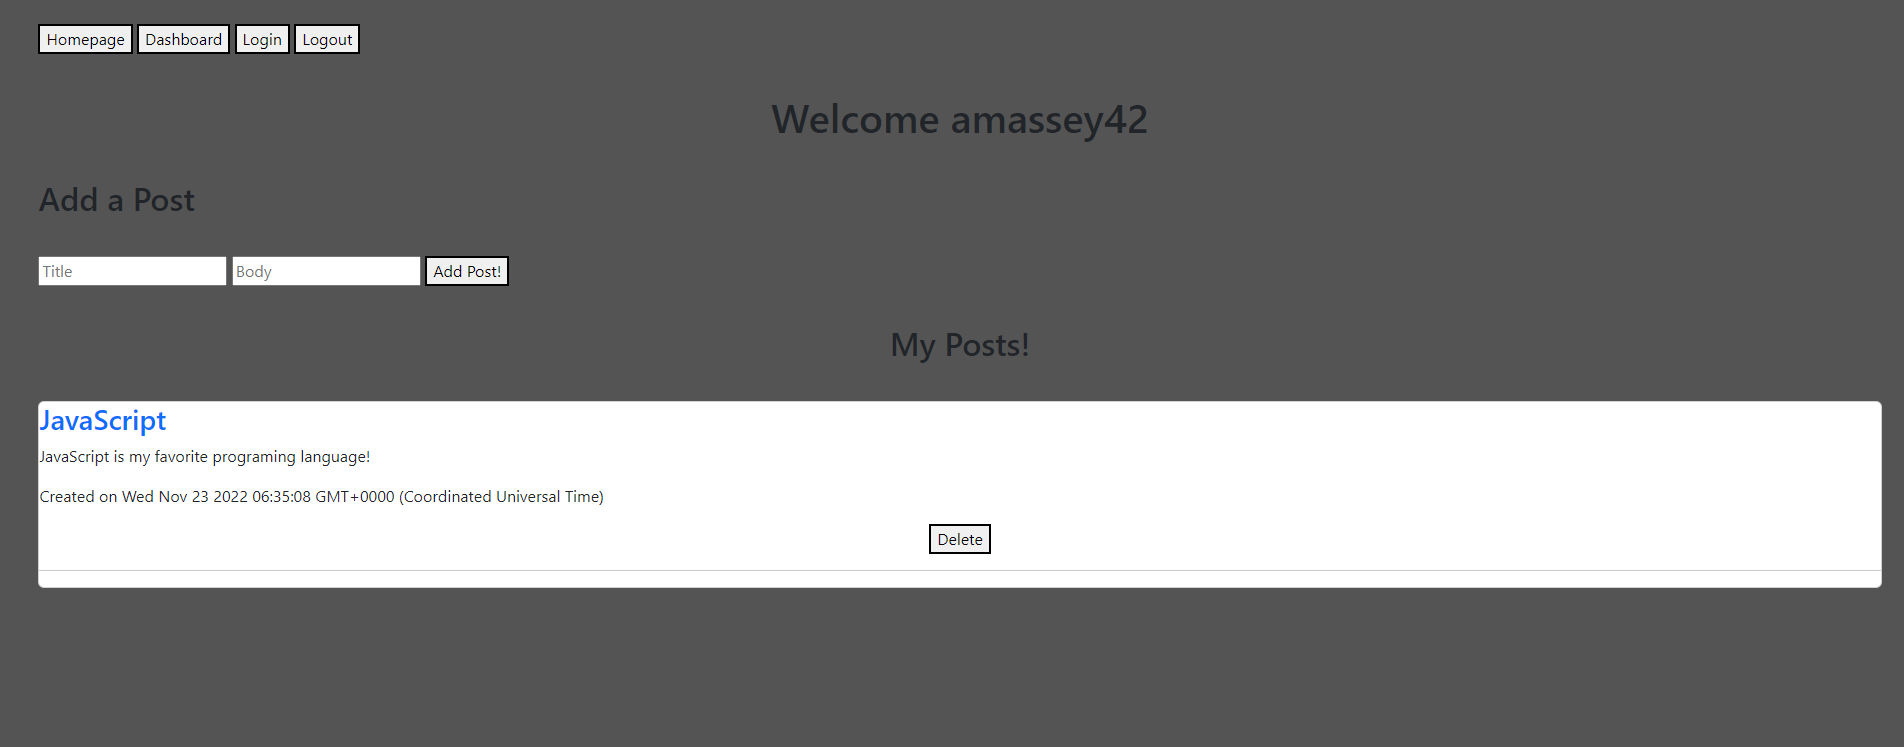 Homepage Dashboard Login Logout
Welcome amassey42
Add a Post
Title Body Add Post!
My Posts!
JavaScript
JavaScript is my favorite programing language!
Created on Wed Nov 23 2022 06:35:08 GMT+0000 (Coordinated Universal Time)
Delete